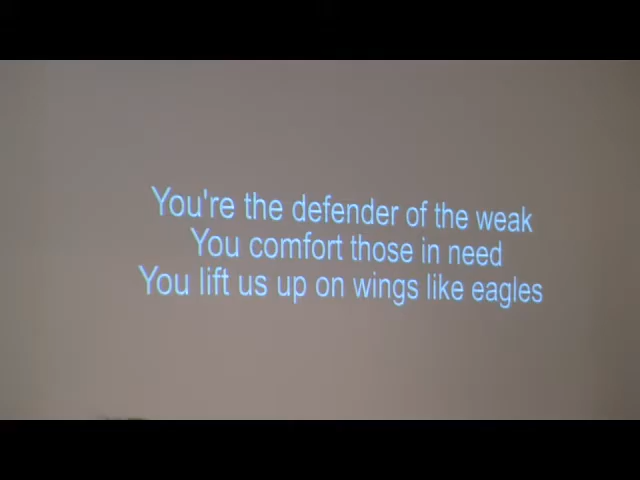 You're the defender of the weak
You comfort those in need
You lift us up on wings like eagles